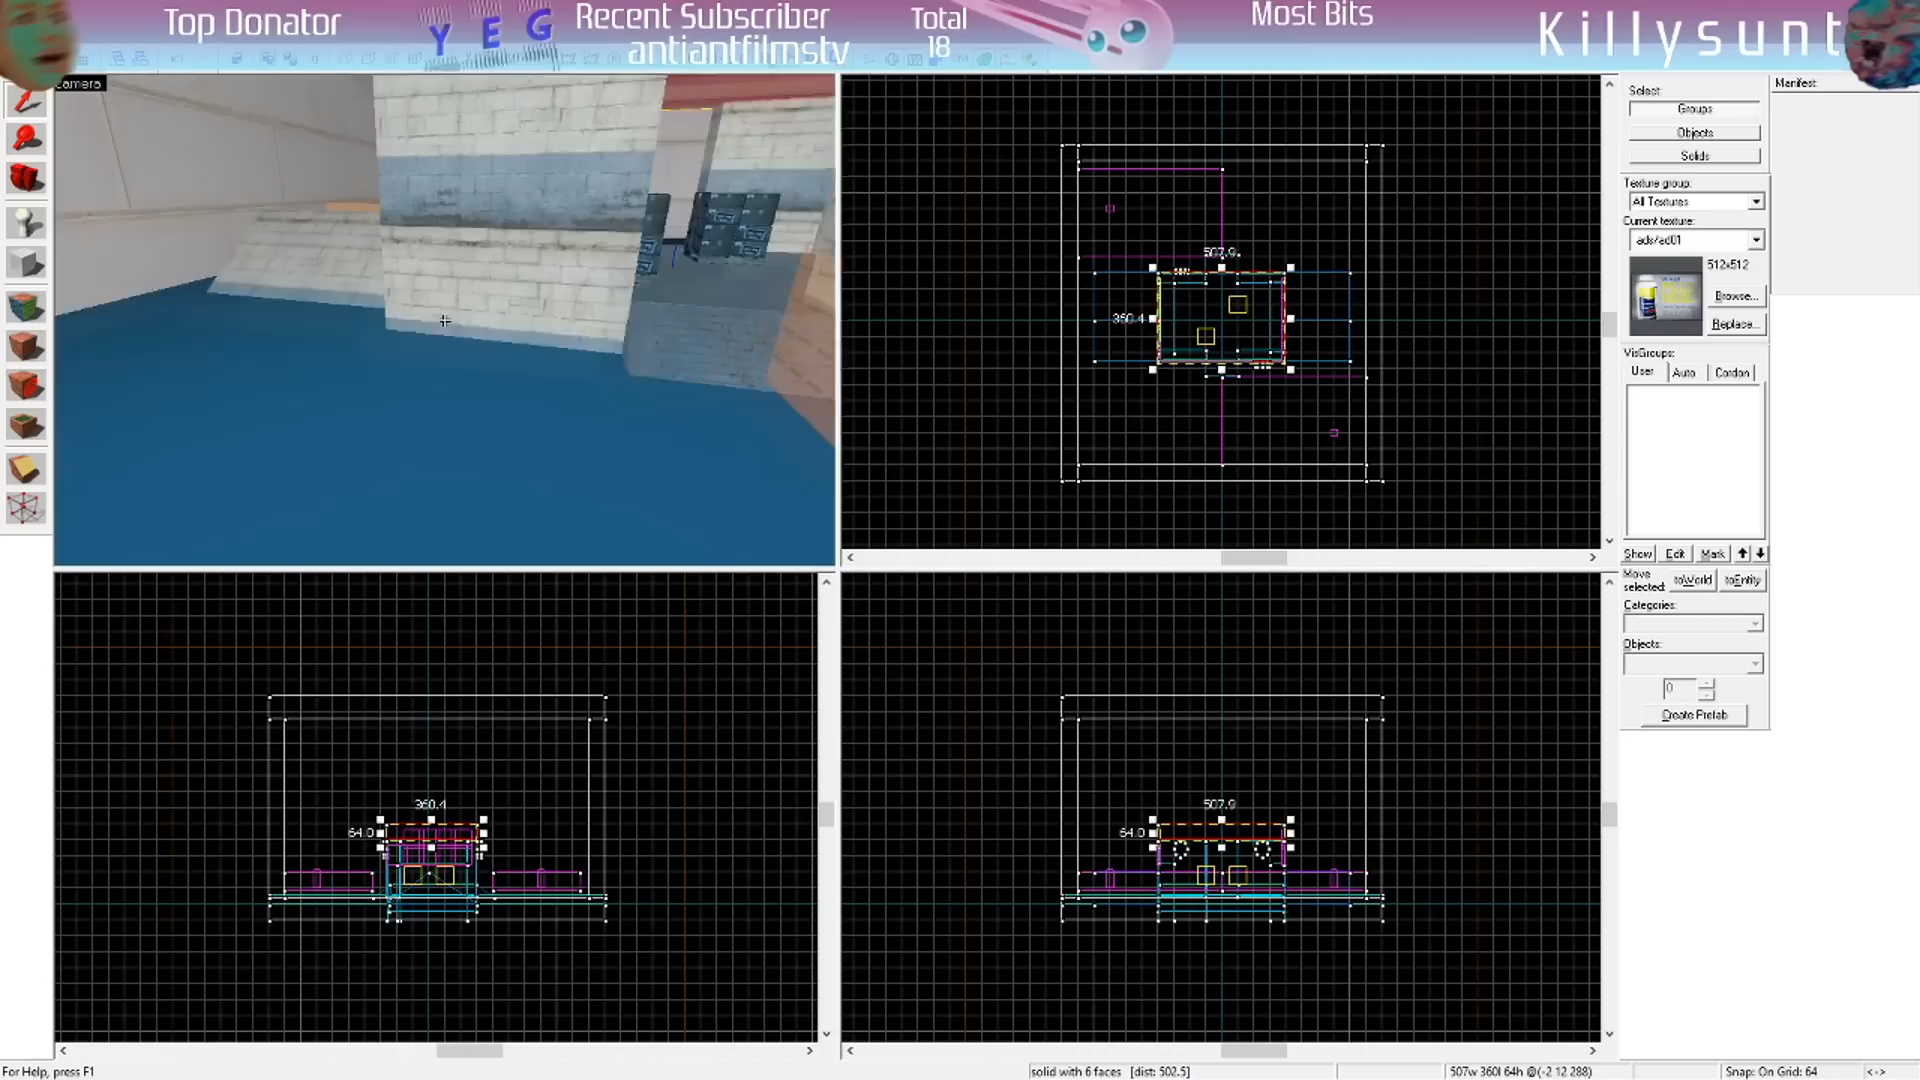 Top Donator
YEG
Recent Subscriber
antiantfilmstv
Total
18
Most Bits
Killysunt
camera
507.9
360.4
360.4
64.0
507.9
64.0
Select:
Groups
Objects
Solids
Texture group:
All Textures
Current texture:
ads/ad01
512x512
Browse...
Replace...
VisGroups:
User
Auto
Cordon
Show
Edit
Mark
Move
selected:
toWorld
toEntity
Categories:
Objects:
0
Create Prefab
Manifest:
For Help, press F1
solid with 6 faces [dist: 502.5]
507w 360l 64h @(-2 12 288)
Snap: On Grid: 64
<->